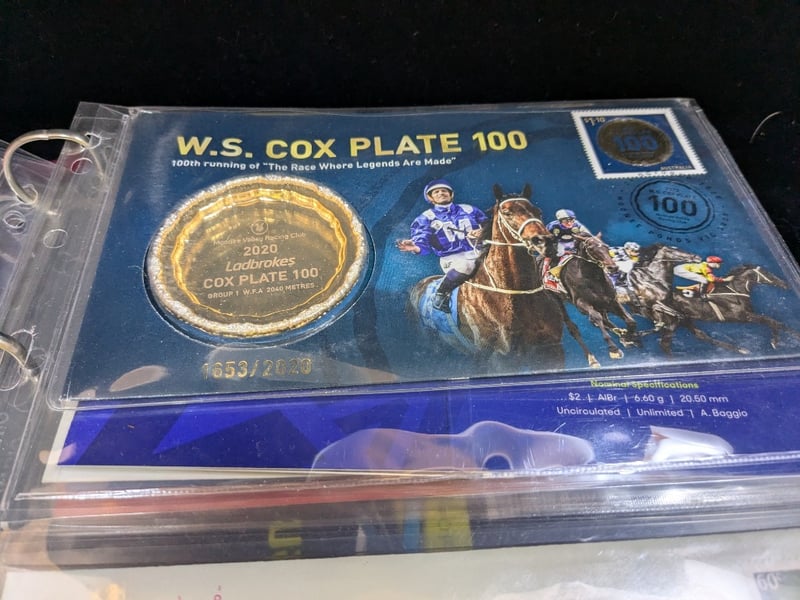 W.S. COX PLATE 100
100th running of "The Race Where Legends Are Made"
$1.10
100
AUSTRALIA
100
Moonee Valley Racing Club
2020
Ladbrokes
COX PLATE 100
GROUP 1 W.F.A 2040 METRES
1653/2020
Nominal Specifications
$2 | AlBr | 6.60 g | 20.50 mm
Uncirculated | Unlimited | A. Baggio
60c